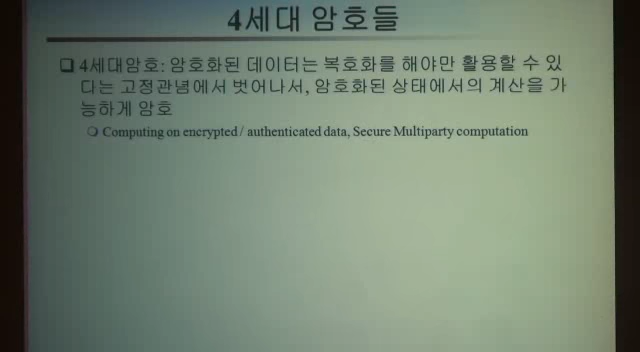 4세대 암호들
❑ 4세대암호: 암호화된 데이터는 복호화를 해야만 활용할 수 있
다는 고정관념에서 벗어나서, 암호화된 상태에서의 계산을 가
능하게 암호
❍ Computing on encrypted / authenticated data, Secure Multiparty computation